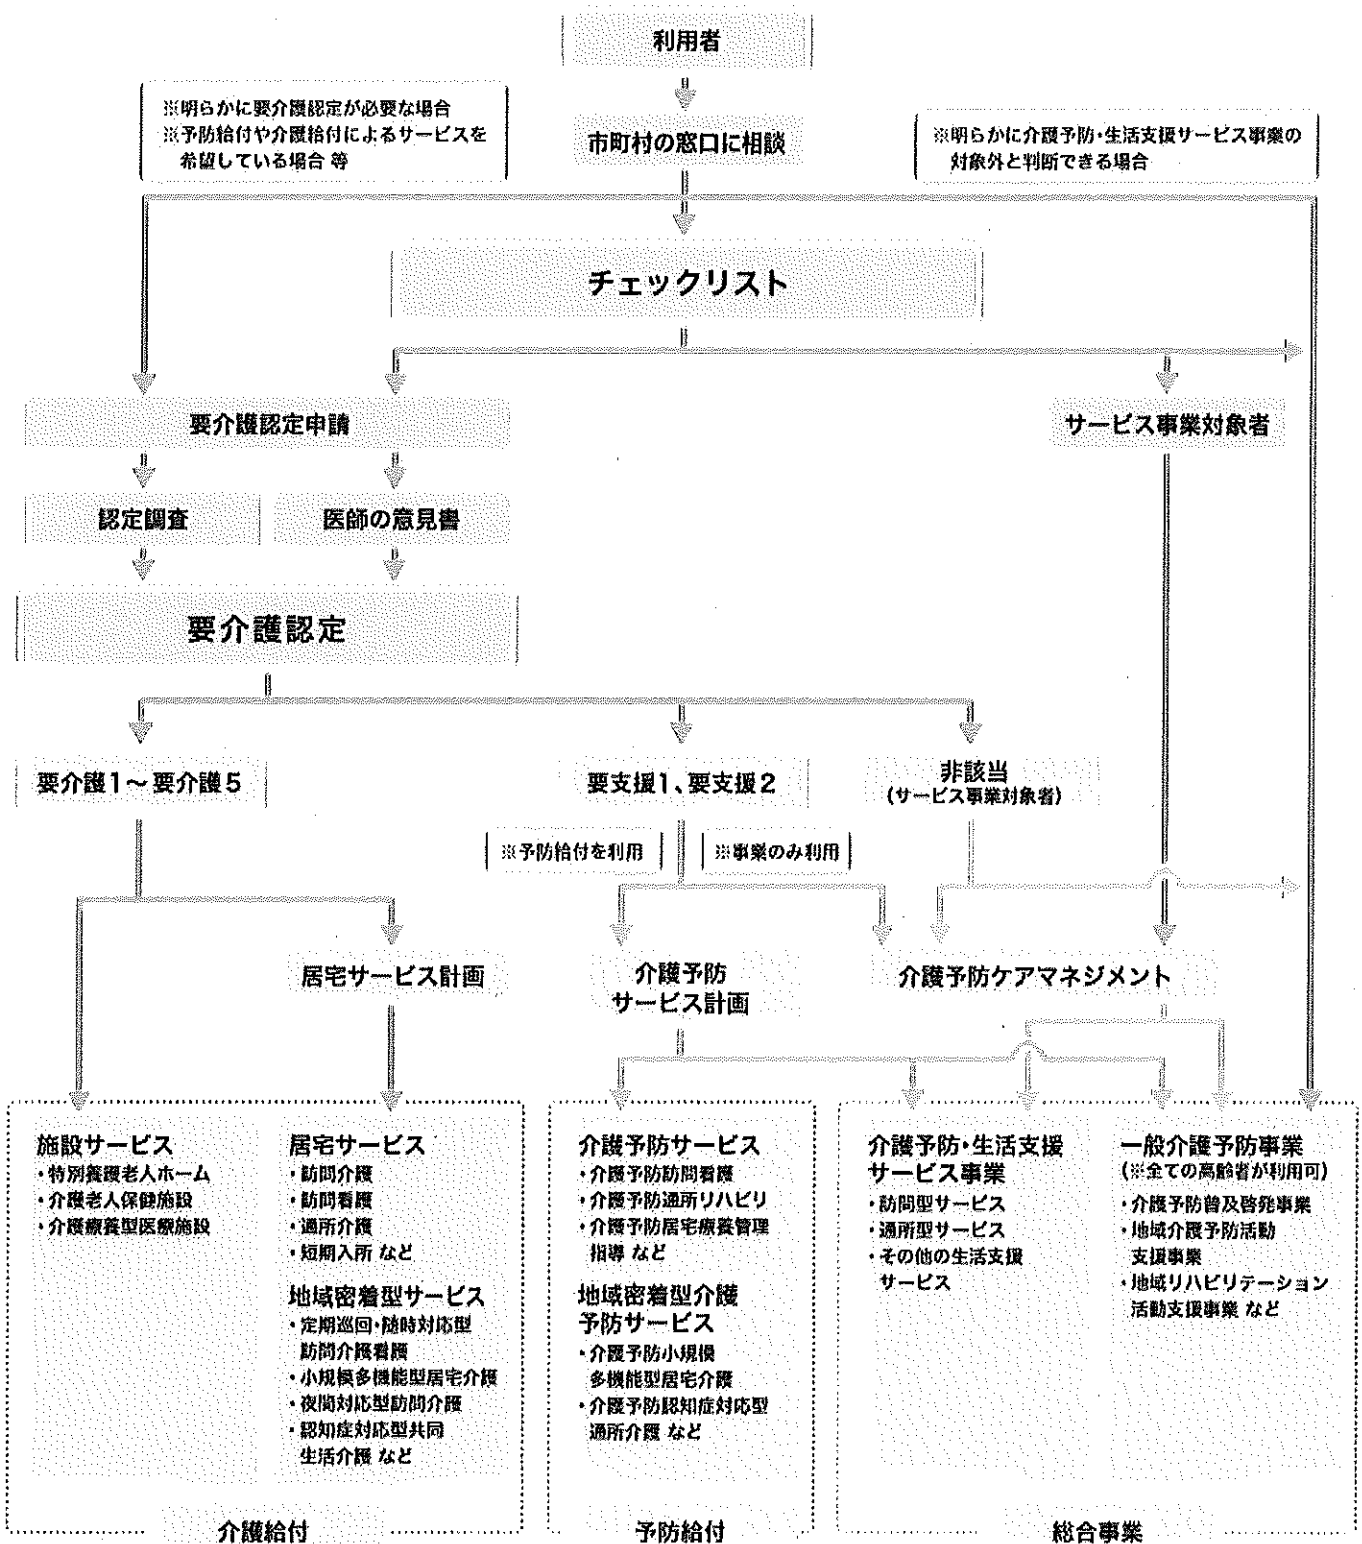 利用者
※明らかに要介護認定が必要な場合
※予防給付や介護給付によるサービスを
希望している場合 等
市町村の窓口に相談
※明らかに介護予防・生活支援サービス事業の
対象外と判断できる場合
チェックリスト
要介護認定申請
サービス事業対象者
認定調査
医師の意見書
要介護認定
要介護1～要介護5
要支援1、要支援2
非該当
(サービス事業対象者)
※予防給付を利用
※事業のみ利用
居宅サービス計画
介護予防
サービス計画
介護予防ケアマネジメント
施設サービス
・特別養護老人ホーム
・介護老人保健施設
・介護療養型医療施設
居宅サービス
・訪問介護
・訪問看護
・通所介護
・短期入所 など
地域密着型サービス
・定期巡回・随時対応型
訪問介護看護
・小規模多機能型居宅介護
・夜間対応型訪問介護
・認知症対応型共同
生活介護 など
介護予防サービス
・介護予防訪問看護
・介護予防通所リハビリ
・介護予防居宅療養管理
指導 など
地域密着型介護
予防サービス
・介護予防小規模
多機能型居宅介護
・介護予防認知症対応型
通所介護 など
介護予防・生活支援
サービス事業
・訪問型サービス
・通所型サービス
・その他の生活支援
サービス
一般介護予防事業
(※全ての高齢者が利用可)
・介護予防普及啓発事業
・地域介護予防活動
支援事業
・地域リハビリテーション
活動支援事業 など
介護給付
予防給付
総合事業